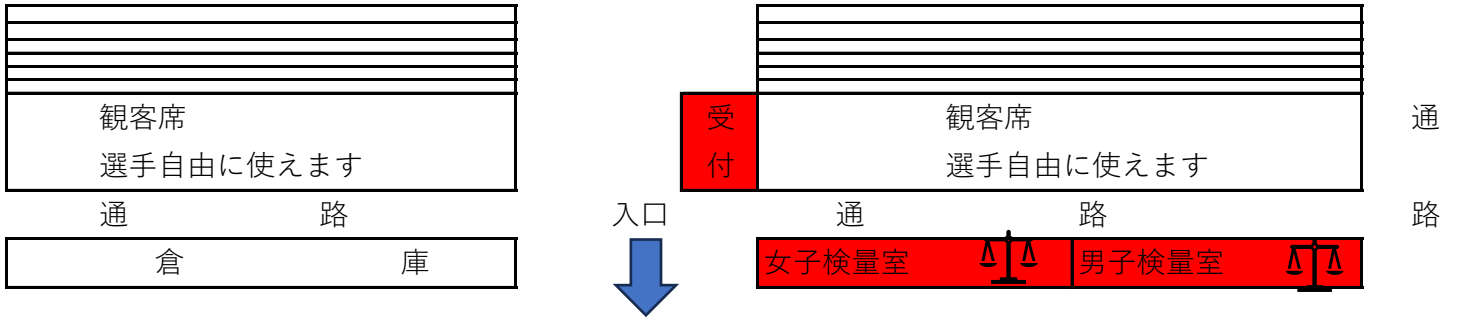 観客席
選手自由に使えます
受付
観客席
選手自由に使えます
通路
通路
入口
通路
倉庫
女子検量室
男子検量室